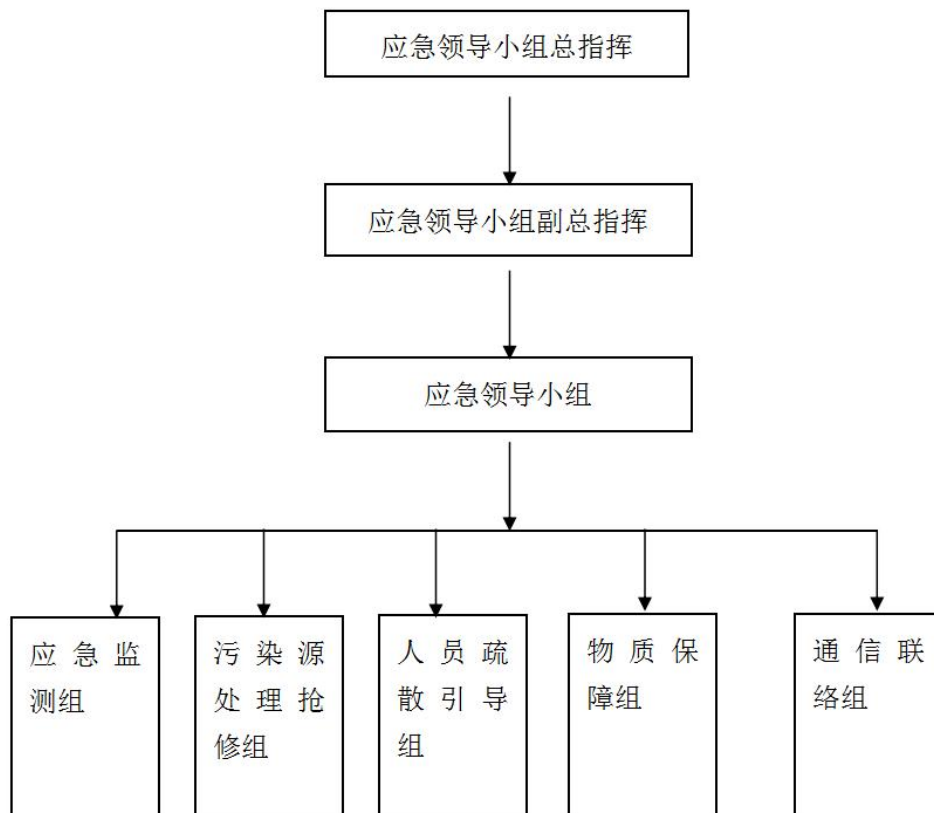 应急领导小组总指挥
应急领导小组副总指挥
应急领导小组
应急监
测组
污染源
处理抢
修组
人员疏
散引导
组
物质保
障组
通信联
络组